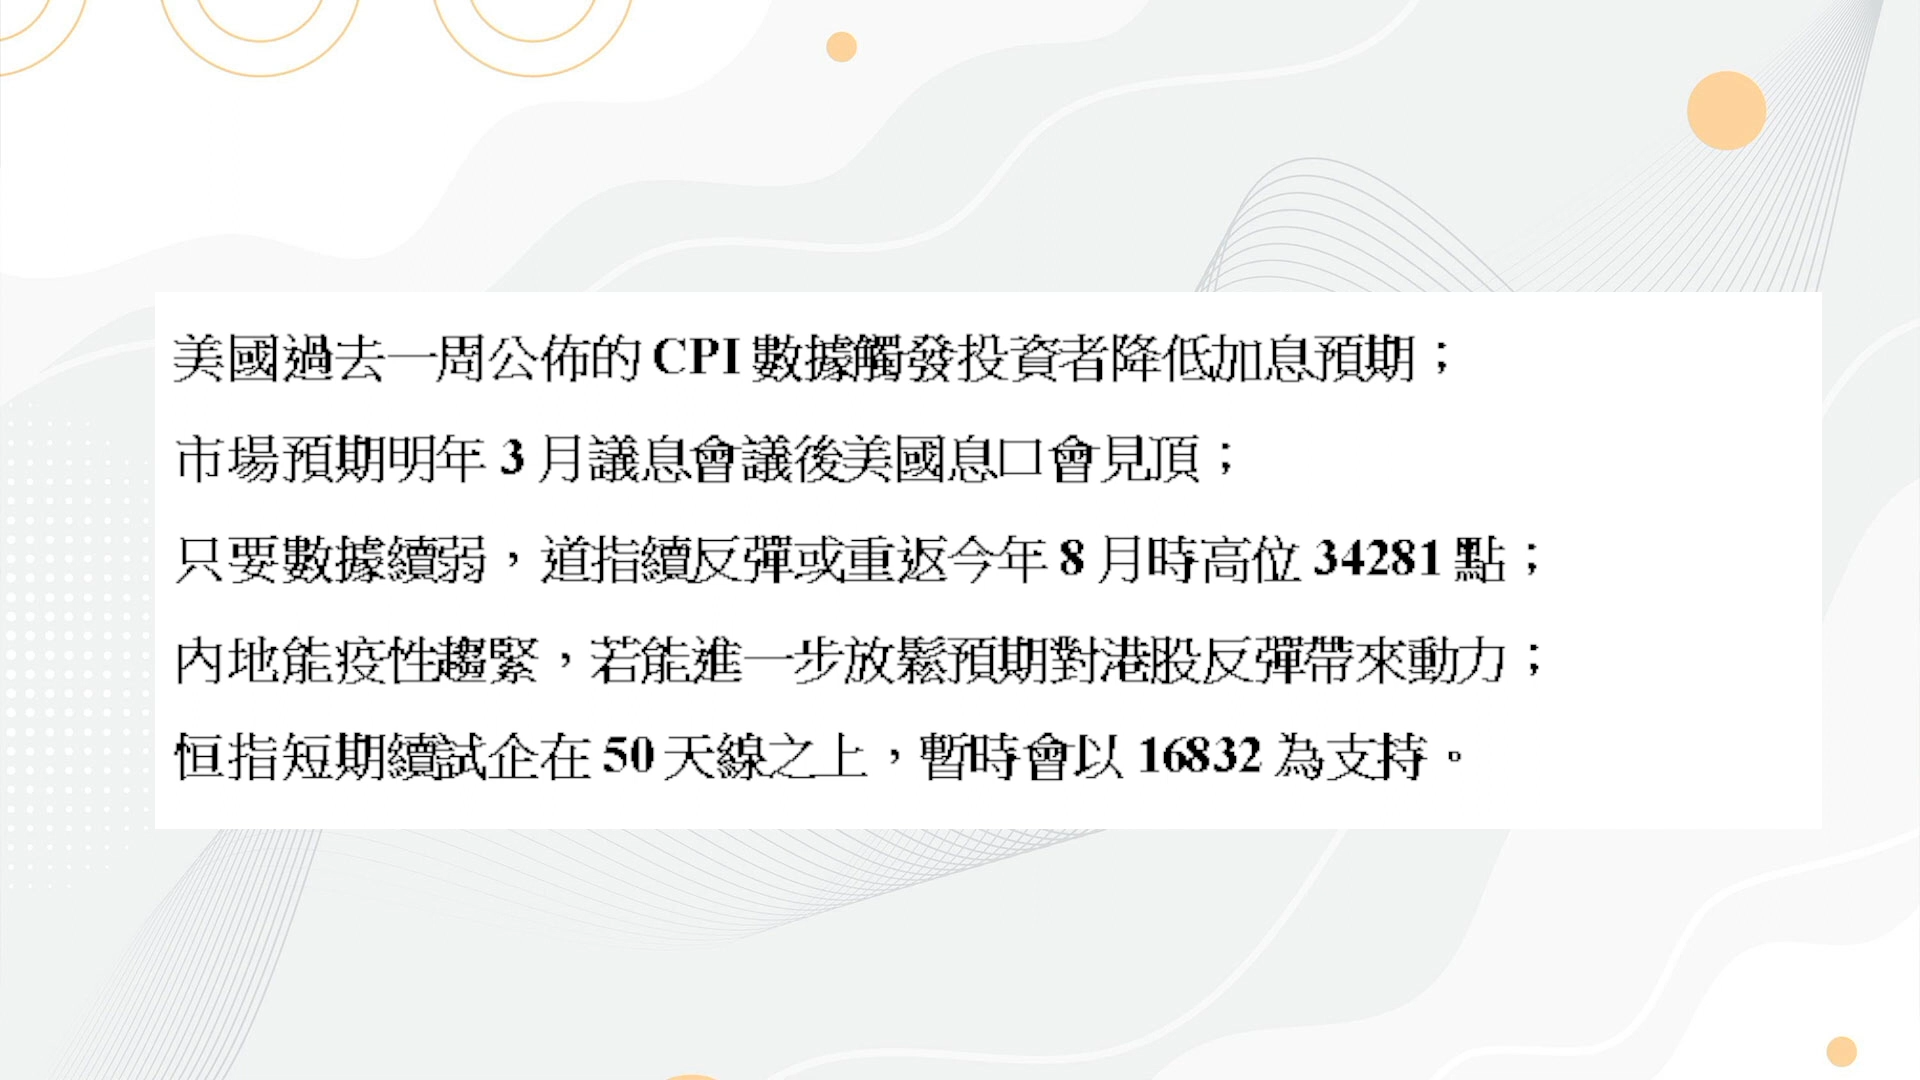 美國過去一周公佈的 CPI 數據觸發投資者降低加息預期；
市場預期明年 3 月議息會議後美國息口會見頂；
只要數據續弱，道指續反彈或重返今年 8 月時高位 34281 點；
內地能疫性趨緊，若能進一步放鬆預期對港股反彈帶來動力；
恒指短期續試企在 50 天線之上，暫時會以 16832 為支持。